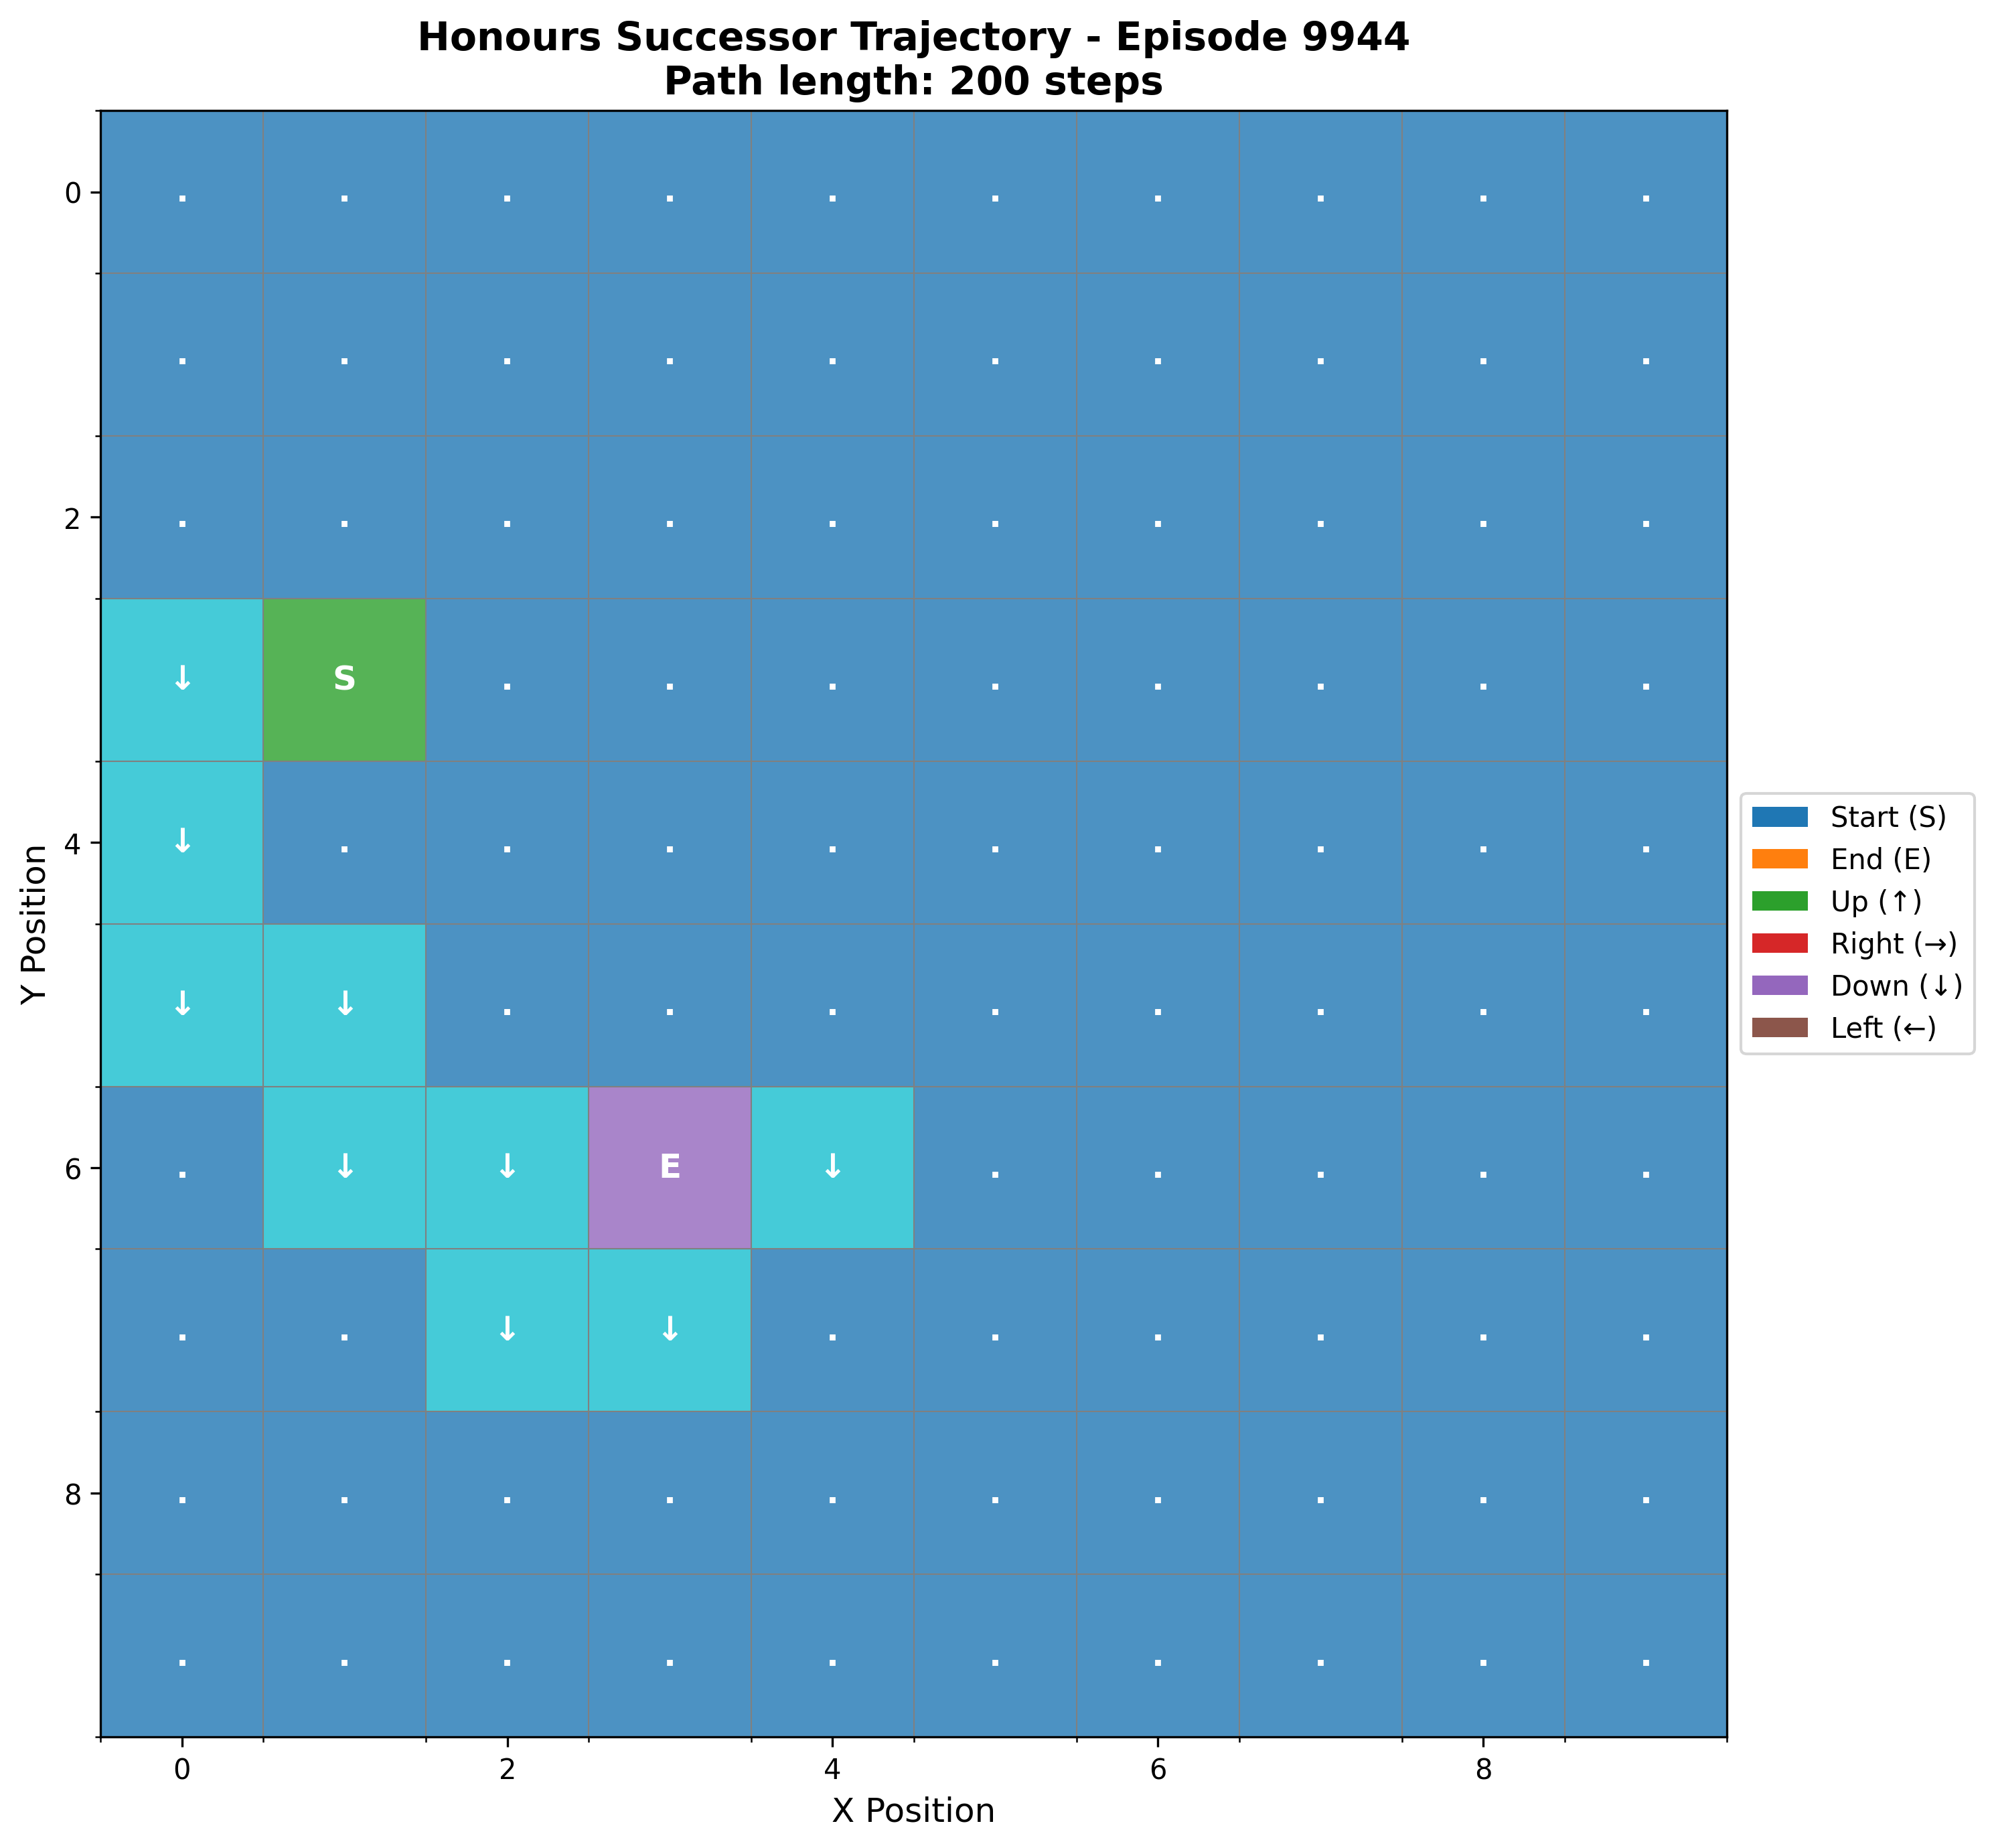 Honours Successor Trajectory - Episode 9944
Path length: 200 steps
0
. . . . . . . . . .
. . . . . . . . . .
2
. . . . . . . . . .
↓ S . . . . . . . .
4
↓ . . . . . . . . .
↓ ↓ . . . . . . . .
6
. ↓ ↓ E ↓ . . . . .
. . ↓ ↓ . . . . . .
8
. . . . . . . . . .
. . . . . . . . . .
0 2 4 6 8
X Position
Y Position
Start (S)
End (E)
Up (↑)
Right (→)
Down (↓)
Left (←)